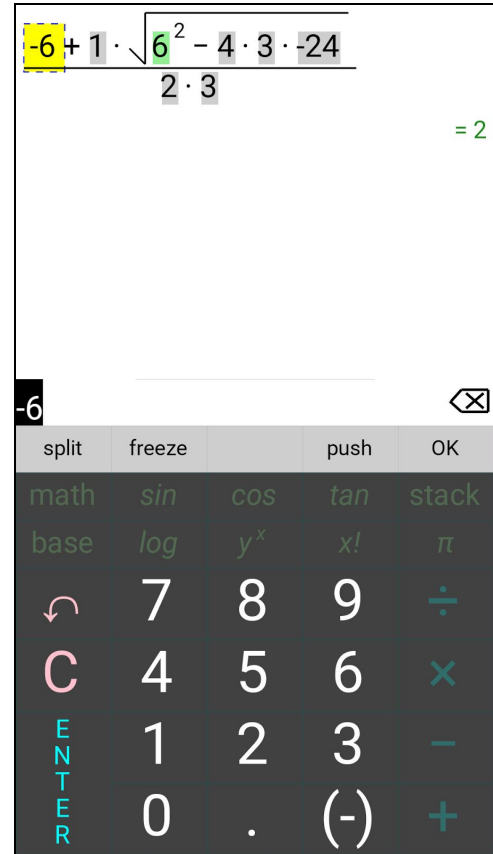 -6 + 1 · √6² − 4 · 3 · -24
2 · 3
= 2
-6
split freeze push OK
math sin cos tan stack
base log yˣ x! π
7 8 9 ÷
C 4 5 6 ×
ENTER 1 2 3 −
0 . (-) +